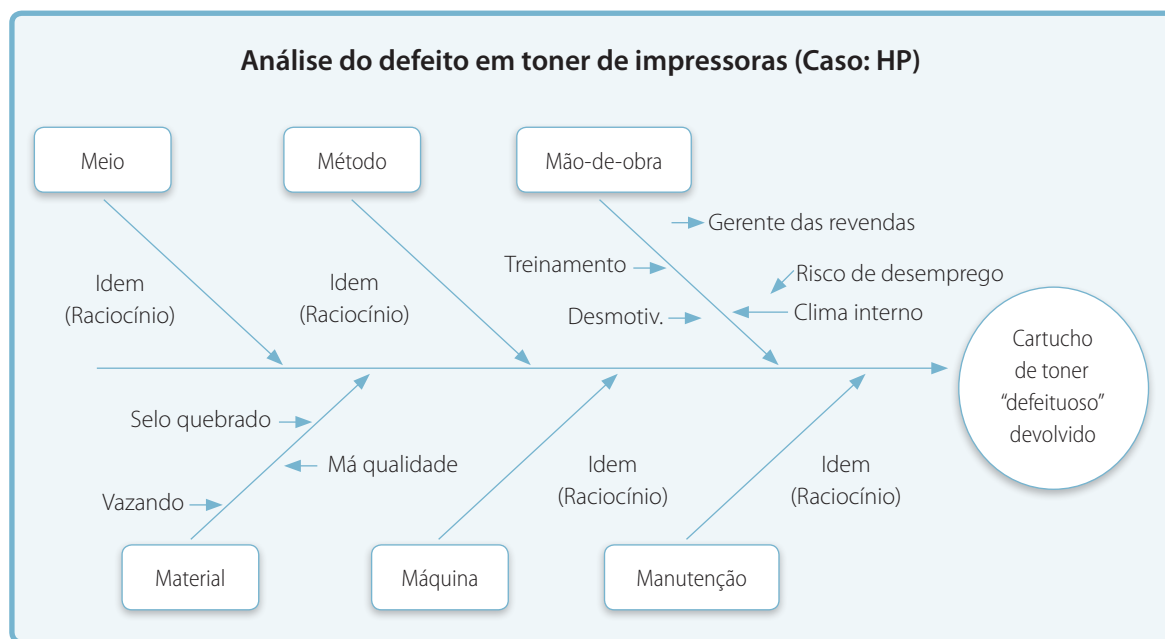 Análise do defeito em toner de impressoras (Caso: HP)
Meio
Método
Mão-de-obra
Gerente das revendas
Treinamento
Risco de desemprego
Idem
(Raciocínio)
Idem
(Raciocínio)
Desmotiv.
Clima interno
Cartucho
de toner
“defeituoso”
devolvido
Selo quebrado
Má qualidade
Vazando
Idem
(Raciocínio)
Idem
(Raciocínio)
Material
Máquina
Manutenção